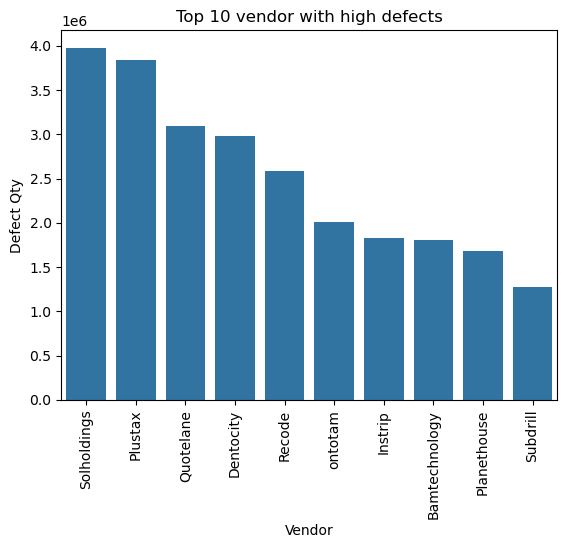 Top 10 vendor with high defects
1e6
4.0
3.5
3.0
2.5
2.0
1.5
1.0
0.5
0.0
Defect Qty
Solholdings
Plustax
Quotelane
Dentocity
Recode
ontotam
Instrip
Bamtechnology
Planethouse
Subdrill
Vendor